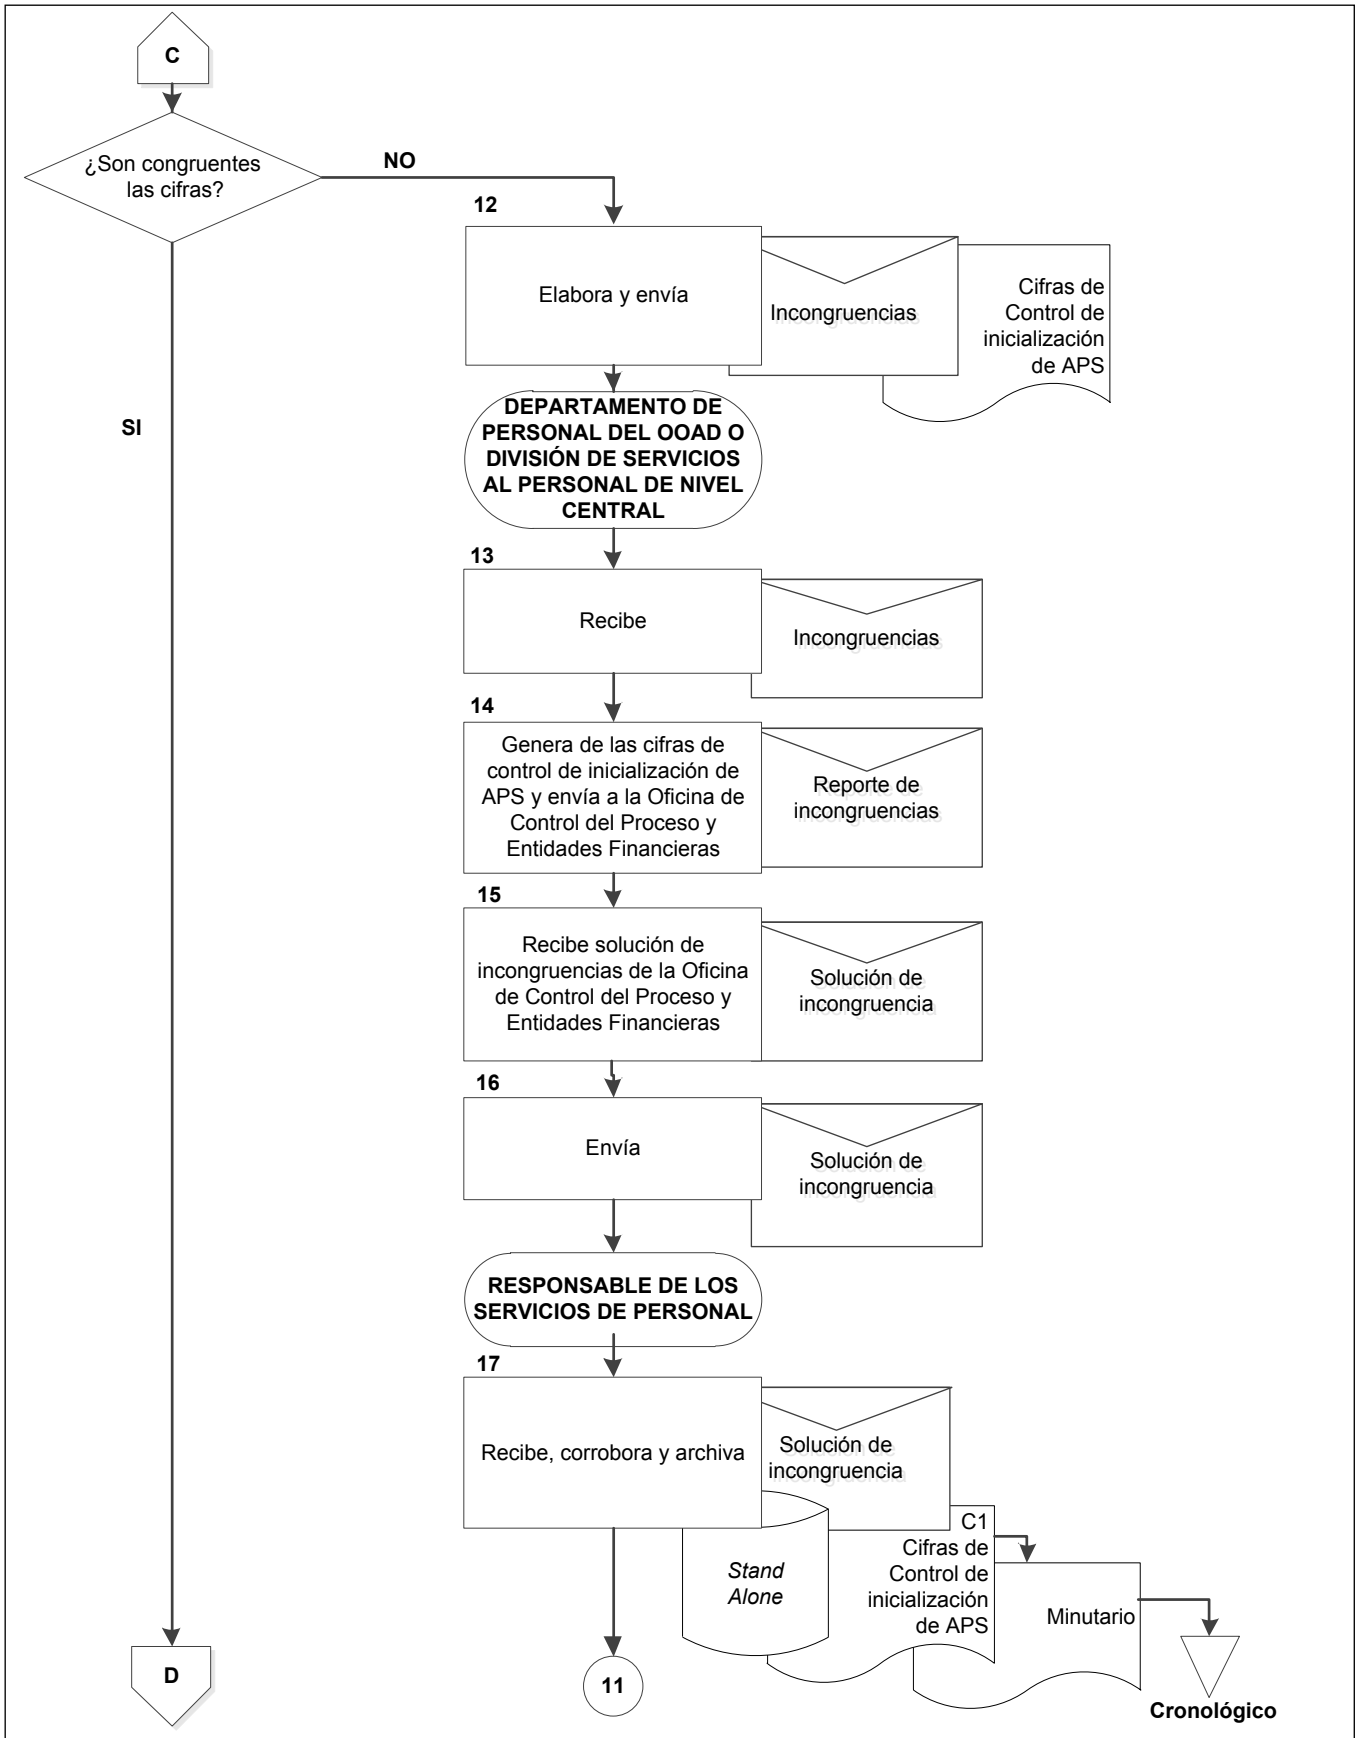 C
¿Son congruentes
las cifras?
NO
12
Elabora y envía
Incongruencias
Cifras de
Control de
inicialización
de APS
SI
DEPARTAMENTO DE
PERSONAL DEL OOAD O
DIVISIÓN DE SERVICIOS
AL PERSONAL DE NIVEL
CENTRAL
13
Recibe
Incongruencias
14
Genera de las cifras de
control de inicialización de
APS y envía a la Oficina de
Control del Proceso y
Entidades Financieras
Reporte de
incongruencias
15
Recibe solución de
incongruencias de la Oficina
de Control del Proceso y
Entidades Financieras
Solución de
incongruencia
16
Envía
Solución de
incongruencia
RESPONSABLE DE LOS
SERVICIOS DE PERSONAL
17
Recibe, corrobora y archiva
Solución de
incongruencia
Stand
Alone
C1
Cifras de
Control de
inicialización
de APS
Minutario
Cronológico
D
11